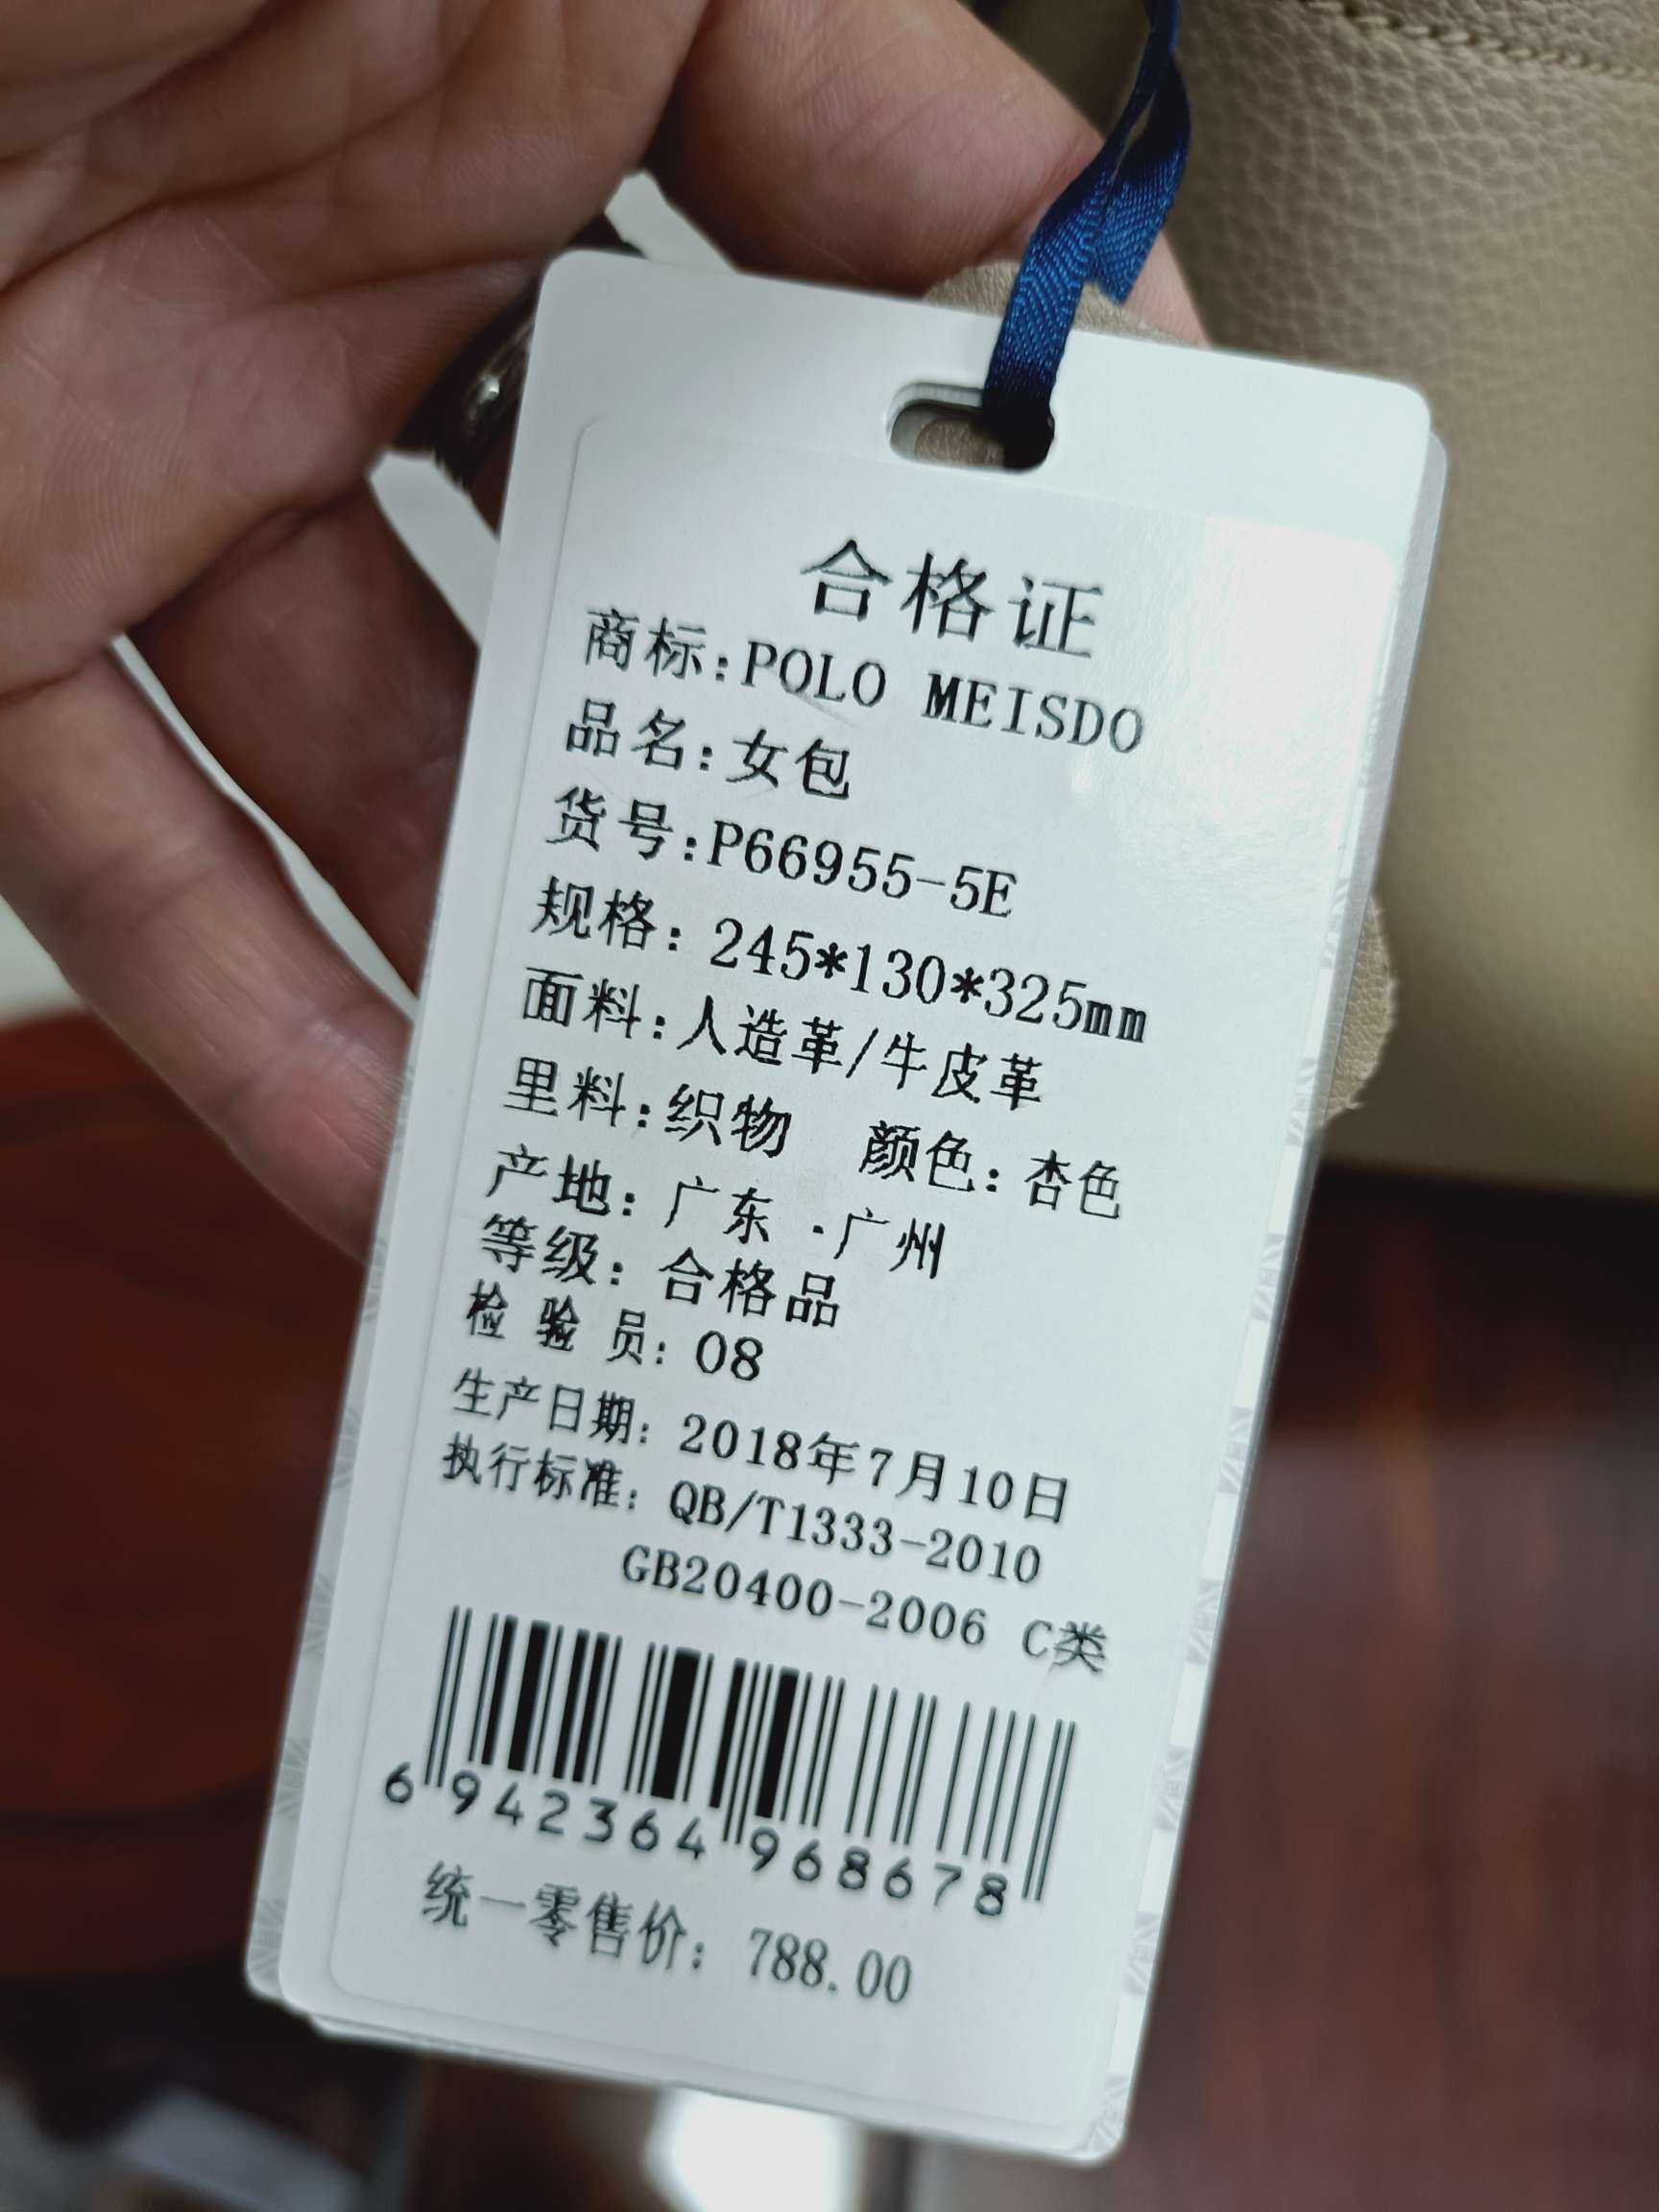 合格证
商标:POLO MEISDO
品名:女包
货号:P66955-5E
规格: 245*130*325mm
面料:人造革/牛皮革
里料:织物 颜色: 杏色
产地: 广东 ·广州
等级: 合格品
检 验 员: 08
生产日期: 2018年7月10日
执行标准: QB/T1333-2010
GB20400-2006 C类
6 942364 968678
统一零售价: 788.00